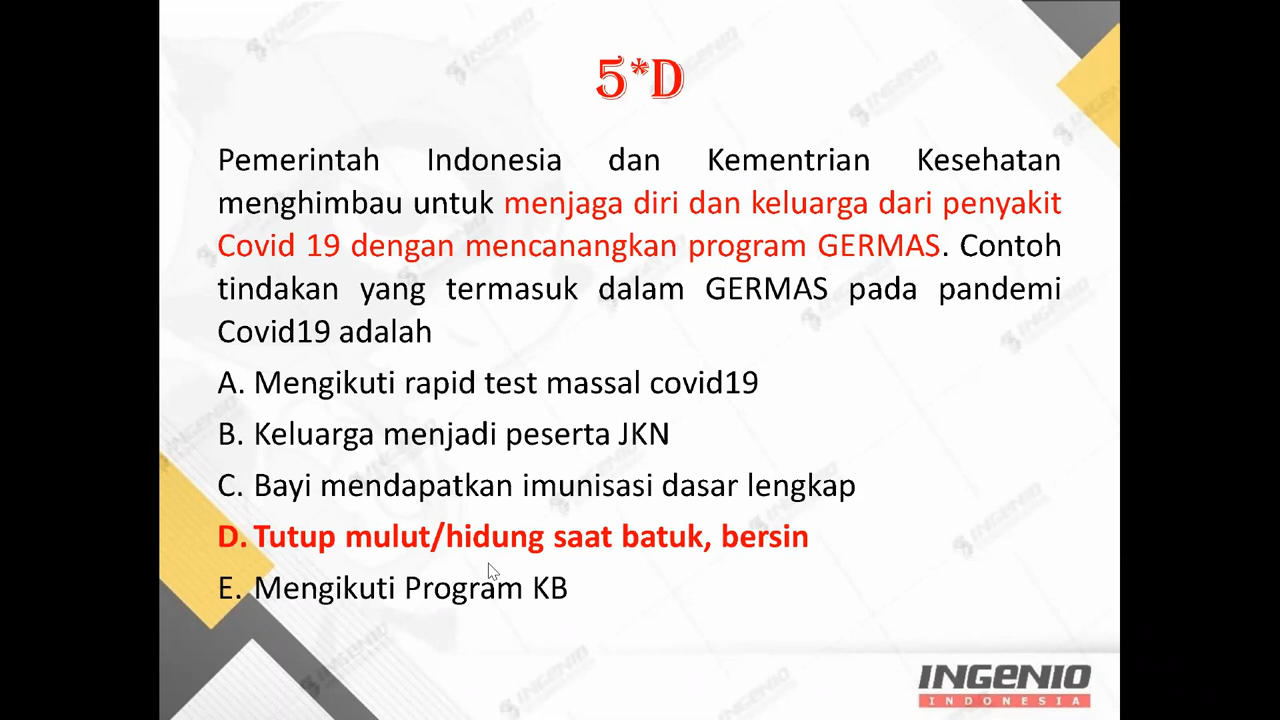 5*D
Pemerintah Indonesia dan Kementrian Kesehatan
menghimbau untuk menjaga diri dan keluarga dari penyakit
Covid 19 dengan mencanangkan program GERMAS. Contoh
tindakan yang termasuk dalam GERMAS pada pandemi
Covid19 adalah
A. Mengikuti rapid test massal covid19
B. Keluarga menjadi peserta JKN
C. Bayi mendapatkan imunisasi dasar lengkap
D. Tutup mulut/hidung saat batuk, bersin
E. Mengikuti Program KB
INGENIO
INDONESIA